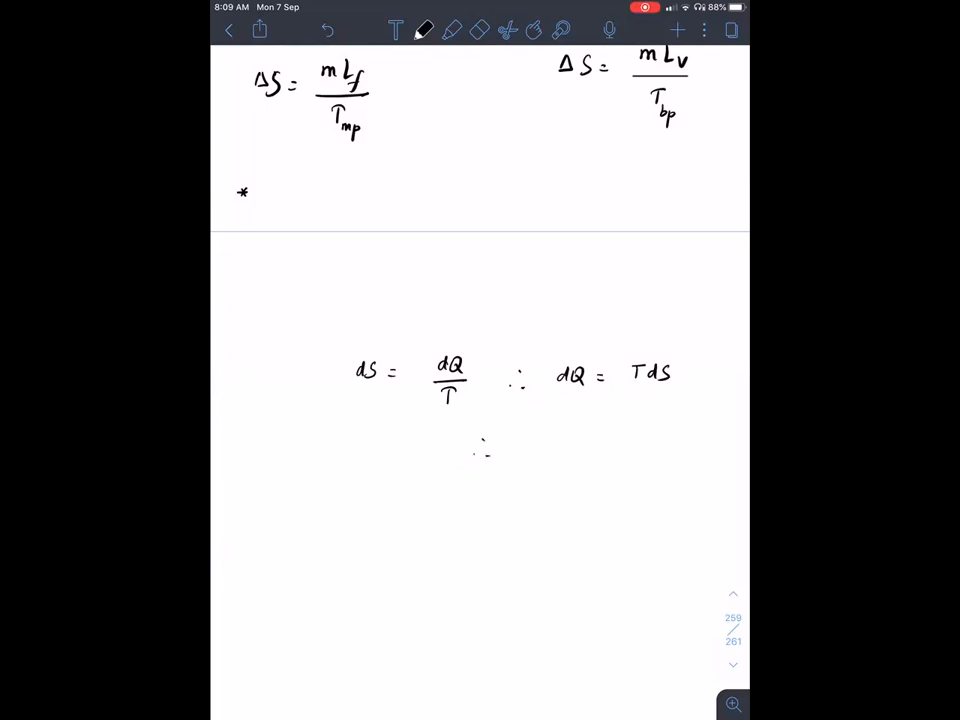 8:09 AM Mon 7 Sep 88%
T
ΔS = mLf / Tmp
ΔS = mLv / Tbp
*
dS = dQ / T ∴ dQ = TdS
∴
259 / 261